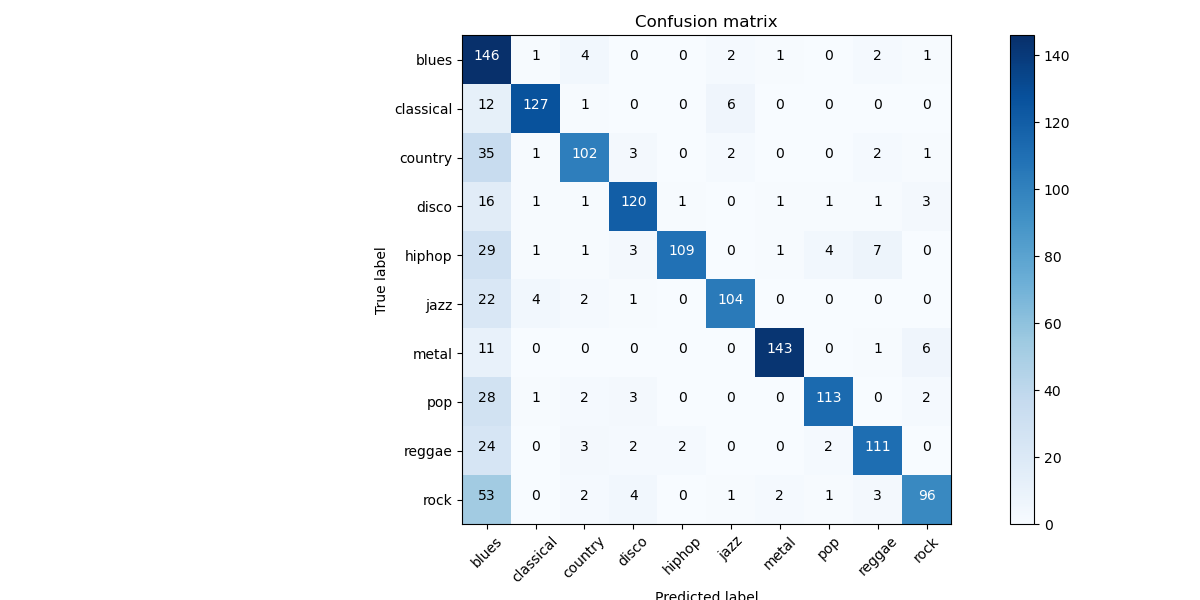 Confusion matrix
blues 146 1 4 0 0 2 1 0 2 1
classical 12 127 1 0 0 6 0 0 0 0
country 35 1 102 3 0 2 0 0 2 1
disco 16 1 1 120 1 0 1 1 1 3
hiphop 29 1 1 3 109 0 1 4 7 0
jazz 22 4 2 1 0 104 0 0 0 0
metal 11 0 0 0 0 0 143 0 1 6
pop 28 1 2 3 0 0 0 113 0 2
reggae 24 0 3 2 2 0 0 2 111 0
rock 53 0 2 4 0 1 2 1 3 96
True label
blues classical country disco hiphop jazz metal pop reggae rock
Predicted label
140
120
100
80
60
40
20
0